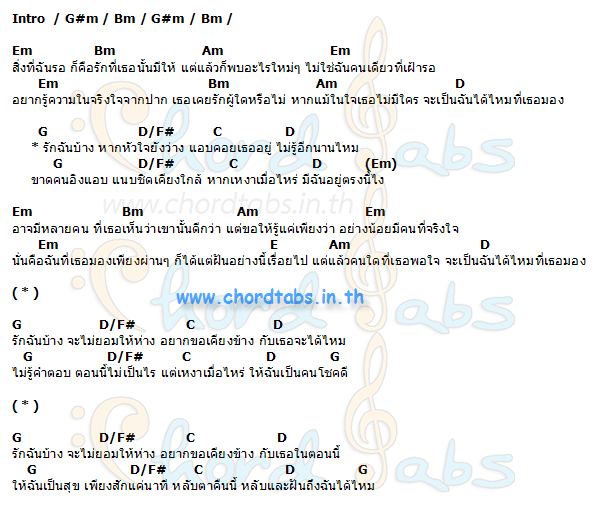 Intro / G#m / Bm / G#m / Bm /
Em Bm Am Em
สิ่งที่ฉันรอ ก็คือรักที่เธอนั้นมีให้ แต่แล้วก็พบอะไรใหม่ๆ ไม่ใช่ฉันคนเดียวที่เฝ้ารอ
Em Bm Am D
อยากรู้ความในจริงใจจากปาก เธอเคยรักผู้ใดหรือไม่ หากแม้ในใจเธอไม่มีใคร จะเป็นฉันได้ไหมที่เธอมอง
G D/F# C D
* รักฉันบ้าง หากหัวใจยังว่าง แอบคอยเธออยู่ ไม่รู้อีกนานไหม
G D/F# C D (Em)
ขาดคนอิงแอบ แนบชิดเคียงใกล้ หากเหงาเมื่อไหร่ มีฉันอยู่ตรงนี้ไง
www.chordtabs.in.th
Em Bm Am Em
อาจมีหลายคน ที่เธอเห็นว่าเขานั้นดีกว่า แต่ขอให้รู้แค่เพียงว่า อย่างน้อยมีคนที่จริงใจ
Em Bm E Am D
นั่นคือฉันที่เธอมองเพียงผ่านๆ ก็ได้แต่ฝันอย่างนี้เรื่อยไป แต่แล้วคนใดที่เธอพอใจ จะเป็นฉันได้ไหมที่เธอมอง
( * )
www.chordtabs.in.th
G D/F# C D
รักฉันบ้าง จะไม่ยอมให้ห่าง อยากขอเคียงข้าง กับเธอจะได้ไหม
G D/F# C D G
ไม่รู้คำตอบ ตอนนี้ไม่เป็นไร แต่เหงาเมื่อไหร่ ให้ฉันเป็นคนโชคดี
( * )
G D/F# C D
รักฉันบ้าง จะไม่ยอมให้ห่าง อยากขอเคียงข้าง กับเธอในตอนนี้
G D/F# C D G
ให้ฉันเป็นสุข เพียงสักแค่นาที หลับตาคืนนี้ หลับและฝันถึงฉันได้ไหม